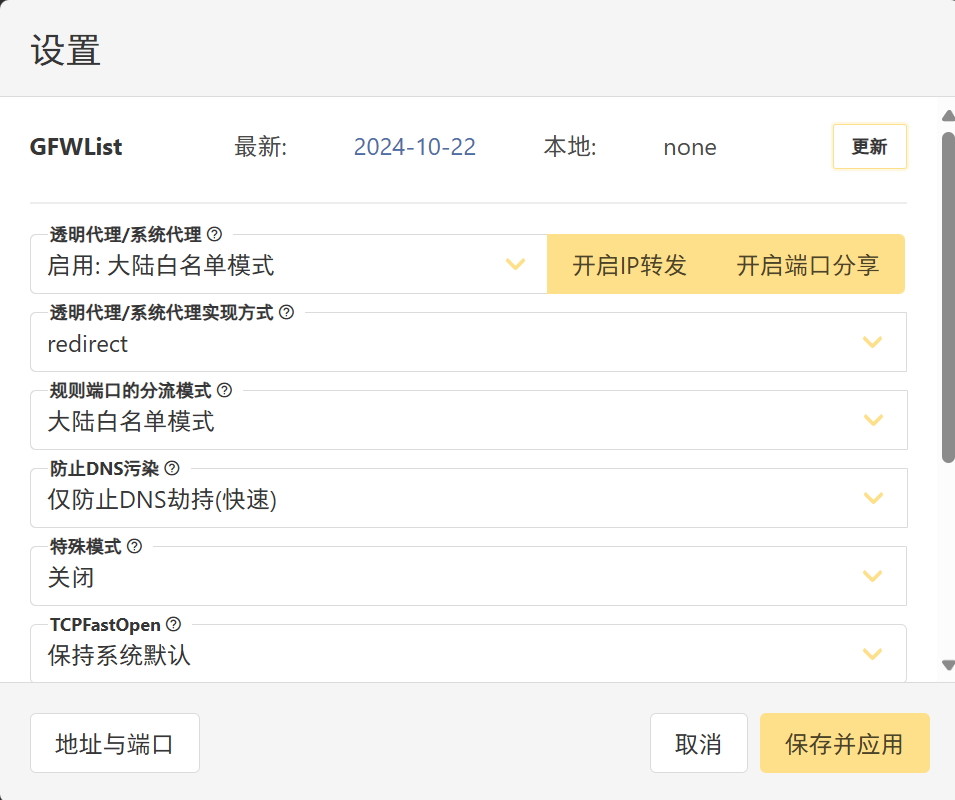 设置
GFWList 最新: 2024-10-22 本地: none 更新
透明代理/系统代理
启用: 大陆白名单模式 开启IP转发 开启端口分享
透明代理/系统代理实现方式
redirect
规则端口的分流模式
大陆白名单模式
防止DNS污染
仅防止DNS劫持(快速)
特殊模式
关闭
TCPFastOpen
保持系统默认
地址与端口 取消 保存并应用